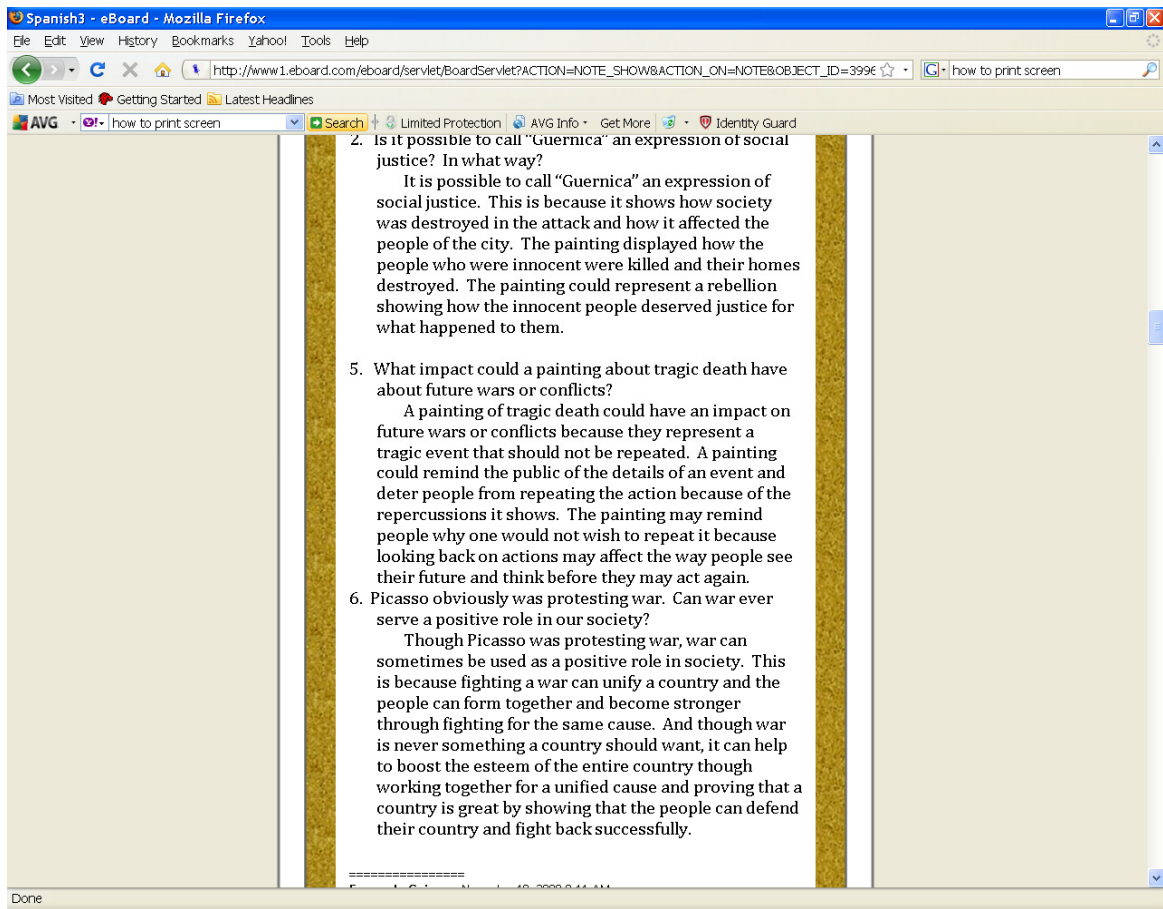 Spanish3 - eBoard - Mozilla Firefox
File Edit View History Bookmarks Yahoo! Tools Help
http://www1.eboard.com/eboard/servlet/BoardServlet?ACTION=NOTE_SHOW&ACTION_ON=NOTE&OBJECT_ID=399 G how to print screen
Most Visited Getting Started Latest Headlines
AVG Y! how to print screen Search Limited Protection AVG Info Get More Identity Guard
2. Is it possible to call “Guernica” an expression of social
justice? In what way?
It is possible to call “Guernica” an expression of
social justice. This is because it shows how society
was destroyed in the attack and how it affected the
people of the city. The painting displayed how the
people who were innocent were killed and their homes
destroyed. The painting could represent a rebellion
showing how the innocent people deserved justice for
what happened to them.
5. What impact could a painting about tragic death have
about future wars or conflicts?
A painting of tragic death could have an impact on
future wars or conflicts because they represent a
tragic event that should not be repeated. A painting
could remind the public of the details of an event and
deter people from repeating the action because of the
repercussions it shows. The painting may remind
people why one would not wish to repeat it because
looking back on actions may affect the way people see
their future and think before they may act again.
6. Picasso obviously was protesting war. Can war ever
serve a positive role in our society?
Though Picasso was protesting war, war can
sometimes be used as a positive role in society. This
is because fighting a war can unify a country and the
people can form together and become stronger
through fighting for the same cause. And though war
is never something a country should want, it can help
to boost the esteem of the entire country though
working together for a unified cause and proving that a
country is great by showing that the people can defend
their country and fight back successfully.
================
Done